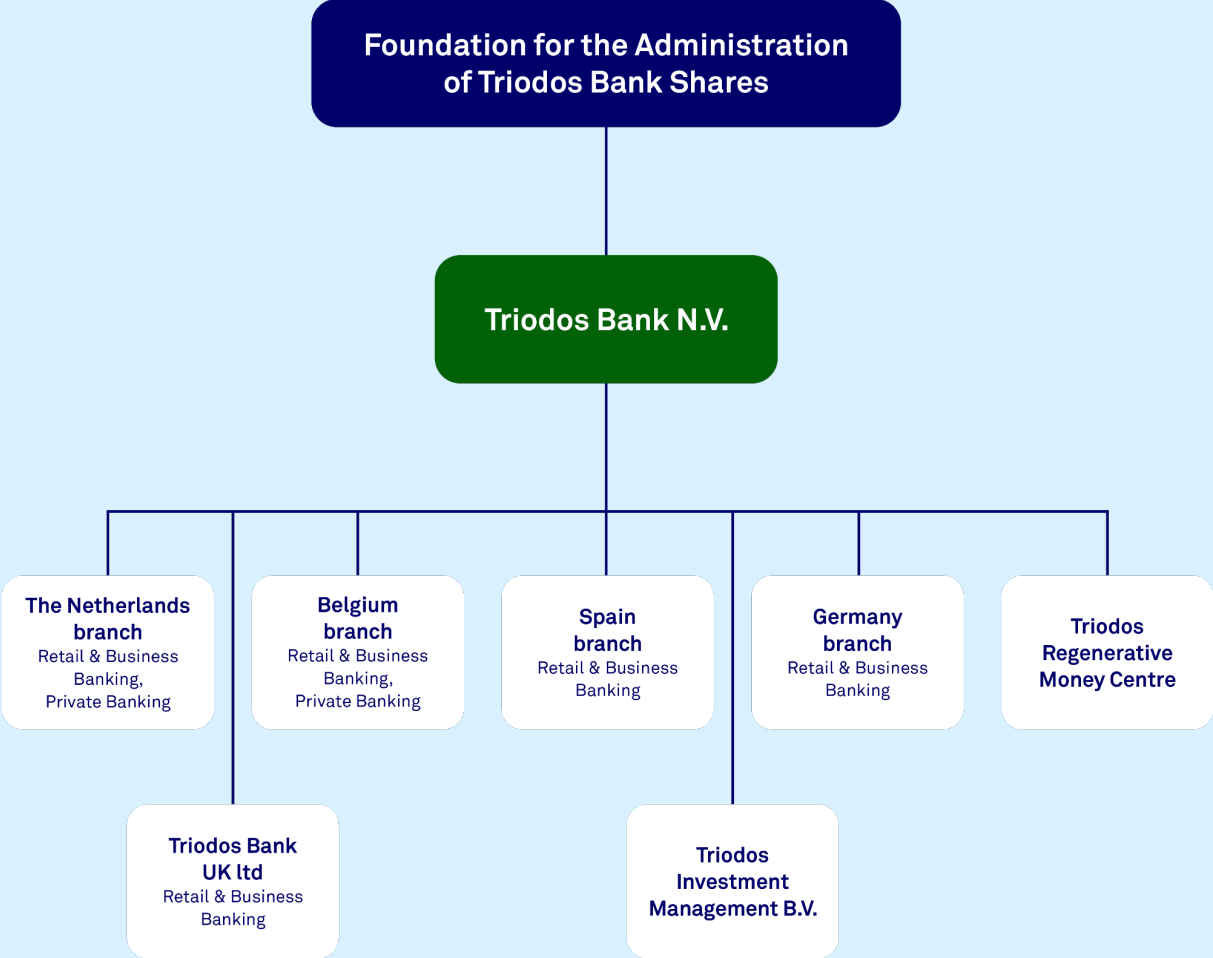 Foundation for the Administration
of Triodos Bank Shares
Triodos Bank N.V.
The Netherlands
branch
Retail & Business
Banking,
Private Banking
Belgium
branch
Retail & Business
Banking,
Private Banking
Spain
branch
Retail & Business
Banking
Germany
branch
Retail & Business
Banking
Triodos
Regenerative
Money Centre
Triodos Bank
UK ltd
Retail & Business
Banking
Triodos
Investment
Management B.V.